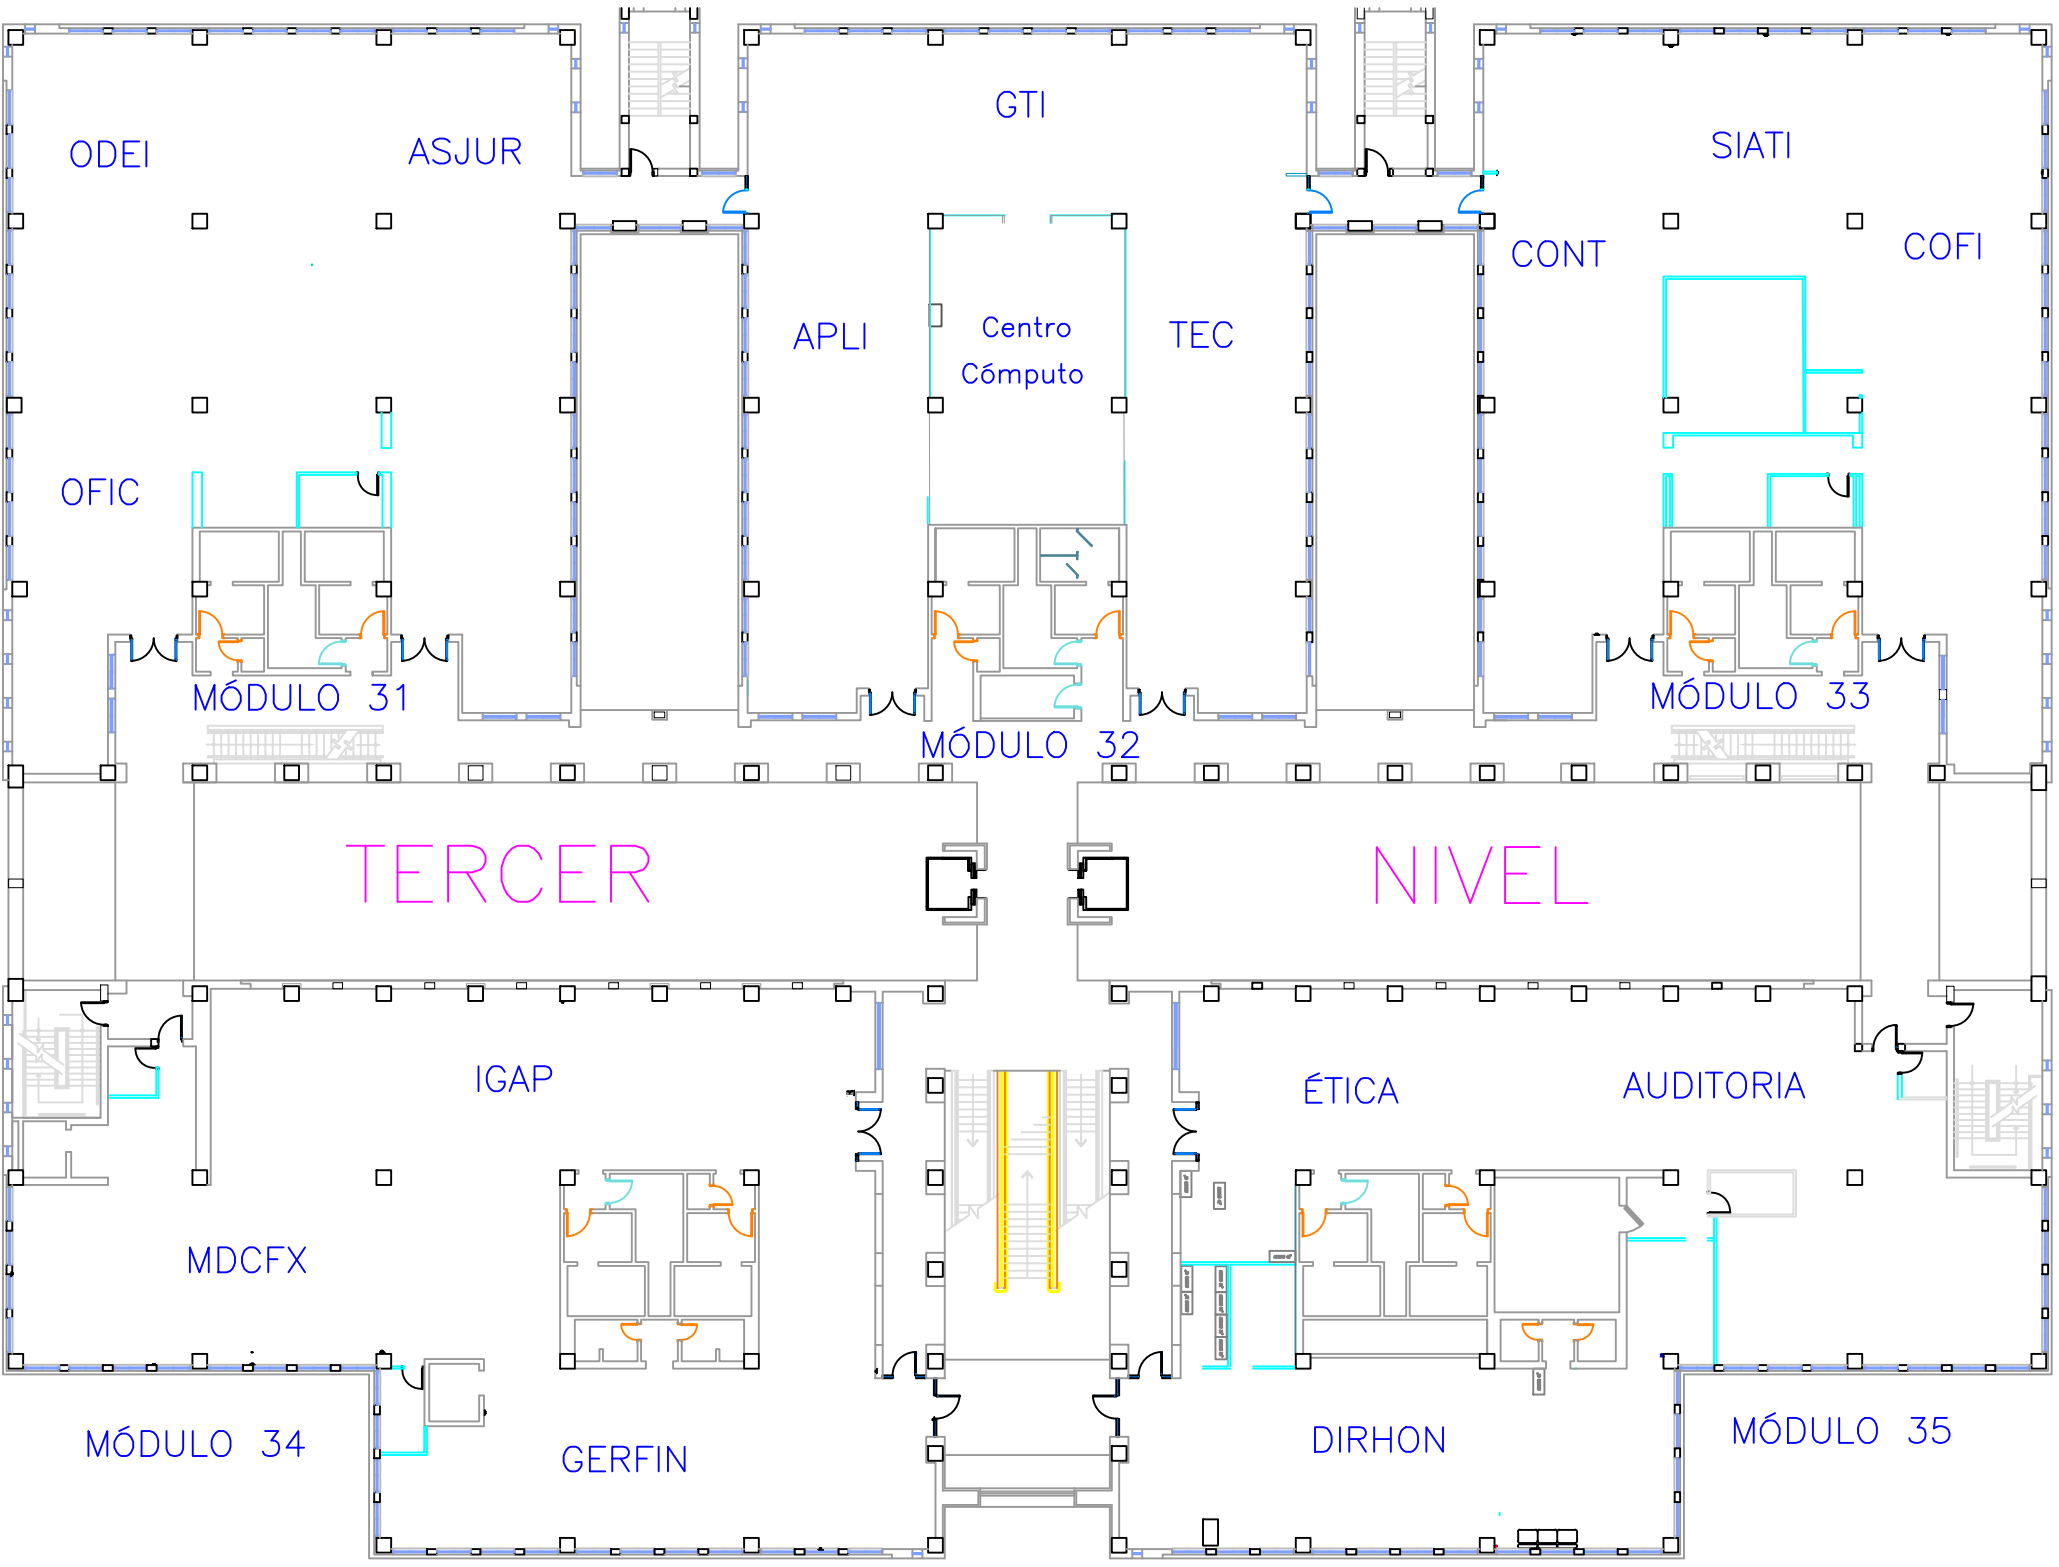 GTI
ODEI
ASJUR
SIATI
CONT
COFI
APLI
Centro
Cómputo
TEC
OFIC
MÓDULO 31
MÓDULO 32
MÓDULO 33
TERCER
NIVEL
IGAP
ÉTICA
AUDITORIA
MDCFX
MÓDULO 34
GERFIN
DIRHON
MÓDULO 35